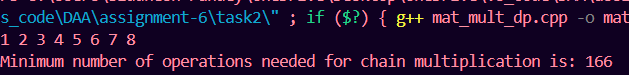 s_code\DAA\assignment-6\task2\" ; if ($?) { g++ mat_mult_dp.cpp -o mat
1 2 3 4 5 6 7 8
Minimum number of operations needed for chain multiplication is: 166